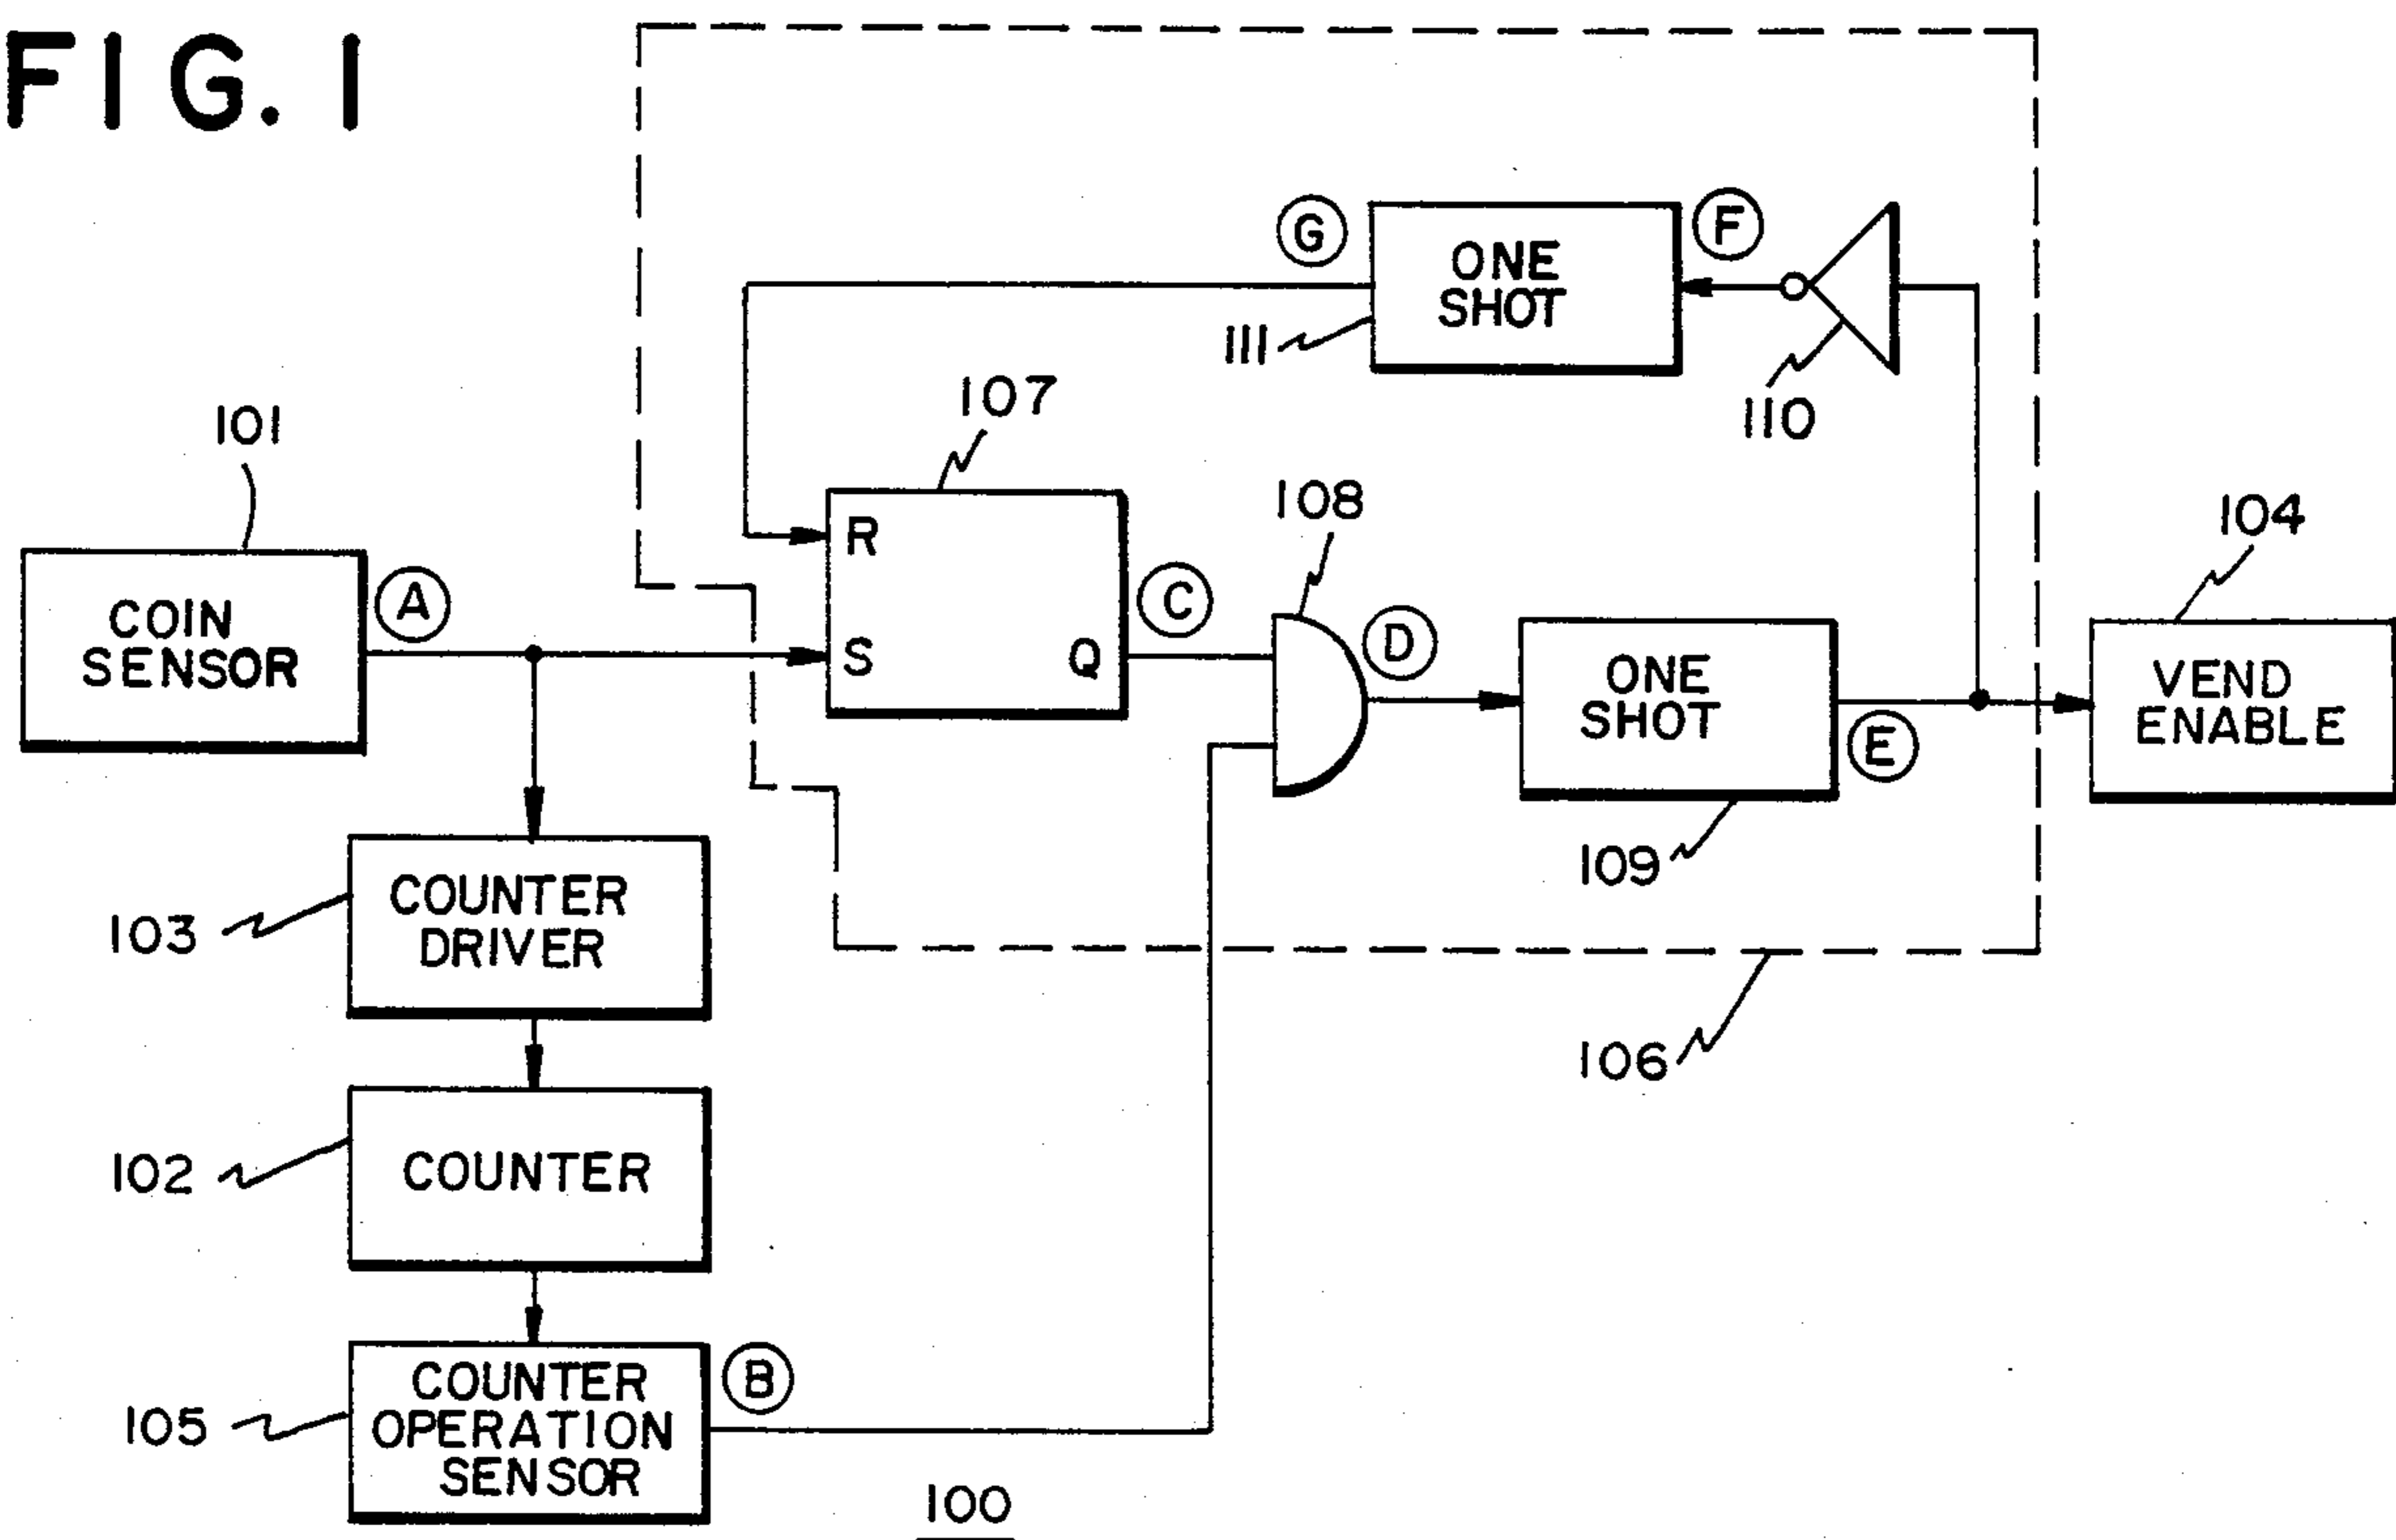 FIG. 1
G
ONE
SHOT
F
111
110
107
101
108
104
R
COIN
SENSOR
A
S
Q
C
D
ONE
SHOT
E
VEND
ENABLE
109
103
COUNTER
DRIVER
106
102
COUNTER
105
COUNTER
OPERATION
SENSOR
B
100